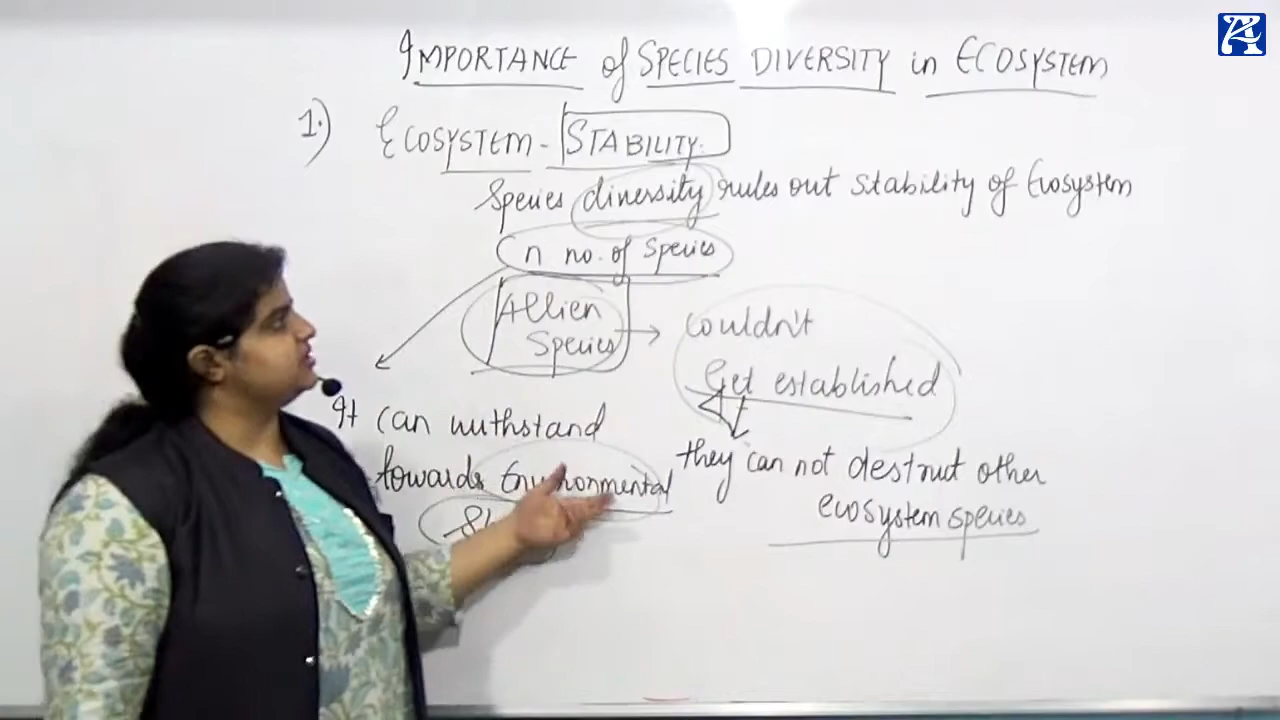 IMPORTANCE of SPECIES DIVERSITY in ECOSYSTEM
1.) ECOSYSTEM - STABILITY.
Species diversity rules out stability of Ecosystem
n no. of Species
Allien
Species
couldn't
Get established
they can not destruct other
ecosystem species
It can withstand
towards Environmental